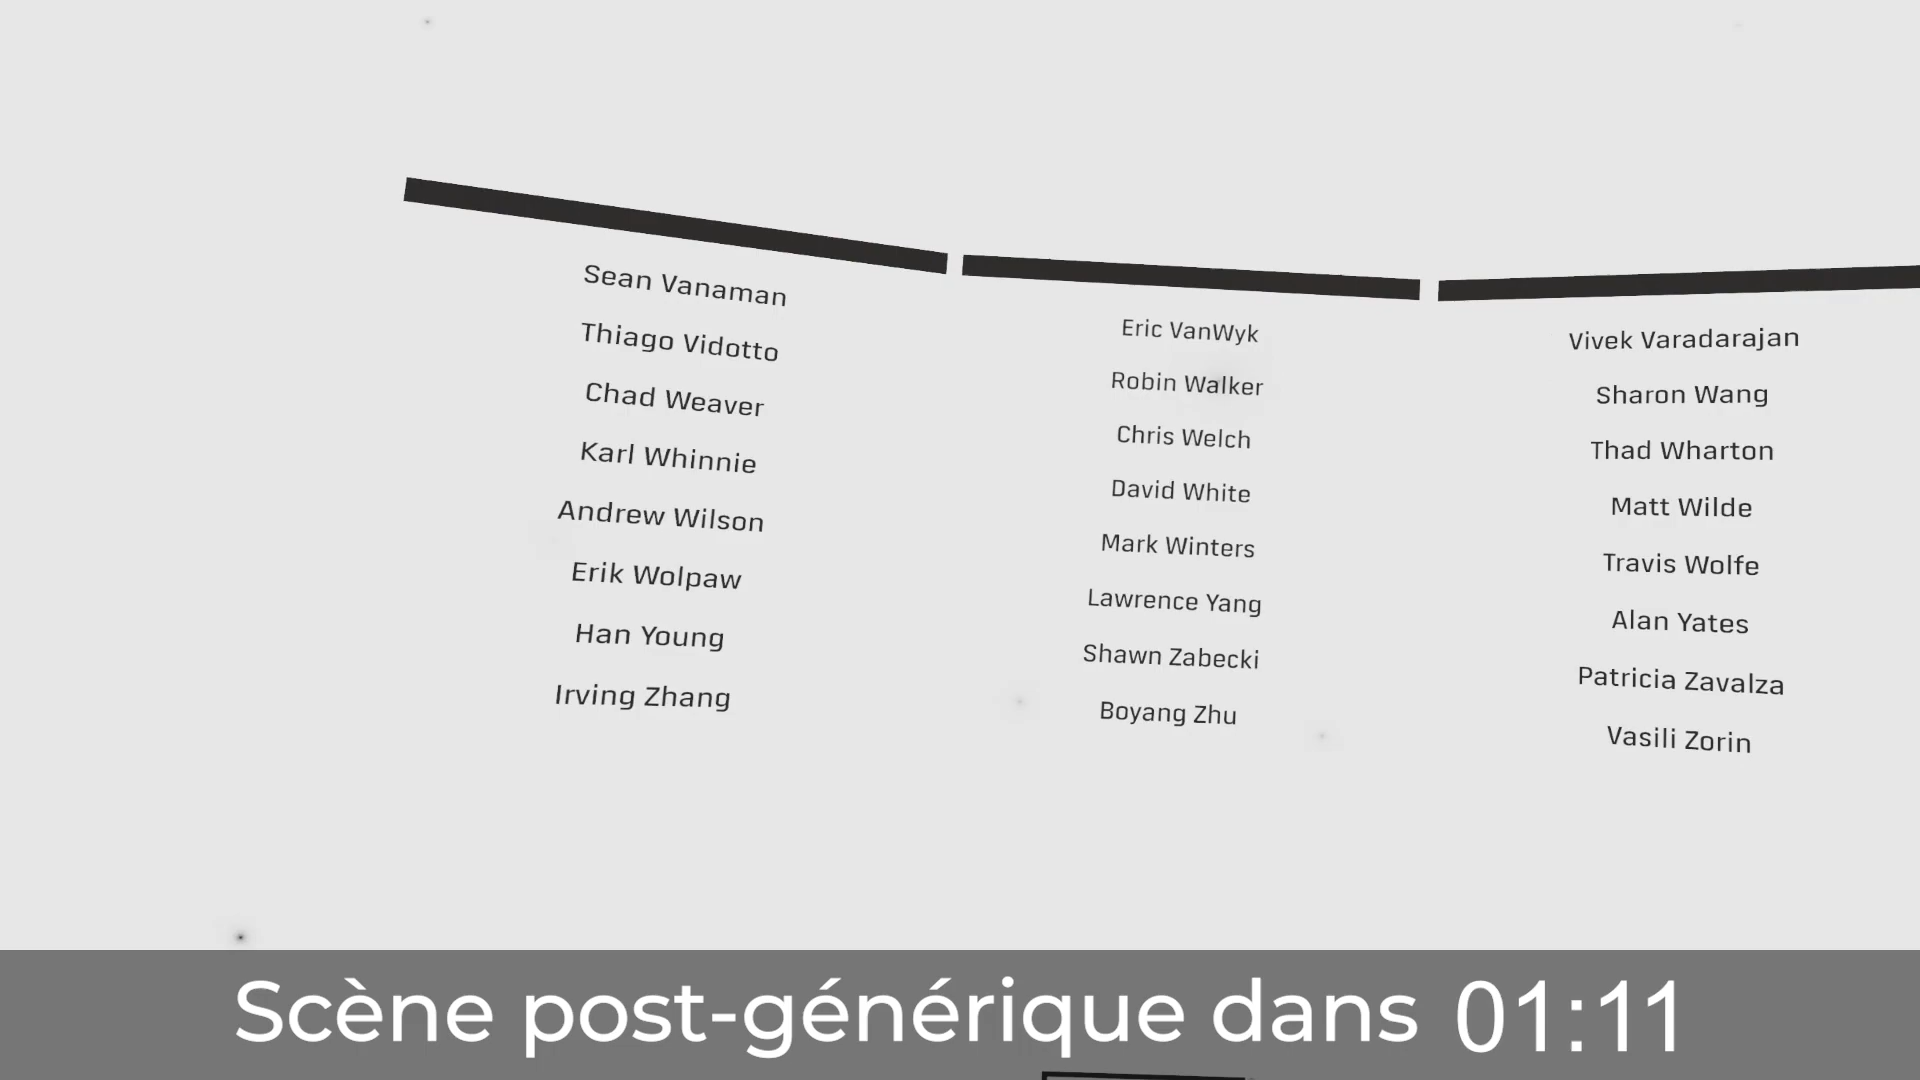 Sean Vanaman
Thiago Vidotto
Chad Weaver
Karl Whinnie
Andrew Wilson
Erik Wolpaw
Han Young
Irving Zhang
Eric VanWyk
Robin Walker
Chris Welch
David White
Mark Winters
Lawrence Yang
Shawn Zabecki
Boyang Zhu
Vivek Varadarajan
Sharon Wang
Thad Wharton
Matt Wilde
Travis Wolfe
Alan Yates
Patricia Zavalza
Vasili Zorin
Scène post-générique dans 01:11